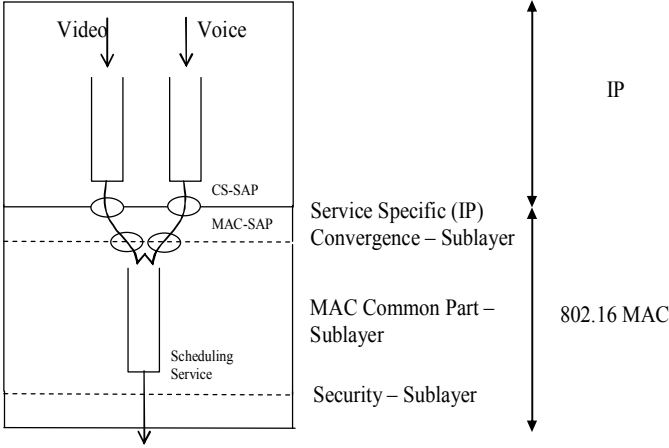 Video
Voice
IP
CS-SAP
MAC-SAP
Service Specific (IP)
Convergence – Sublayer
MAC Common Part –
Sublayer
802.16 MAC
Scheduling
Service
Security – Sublayer